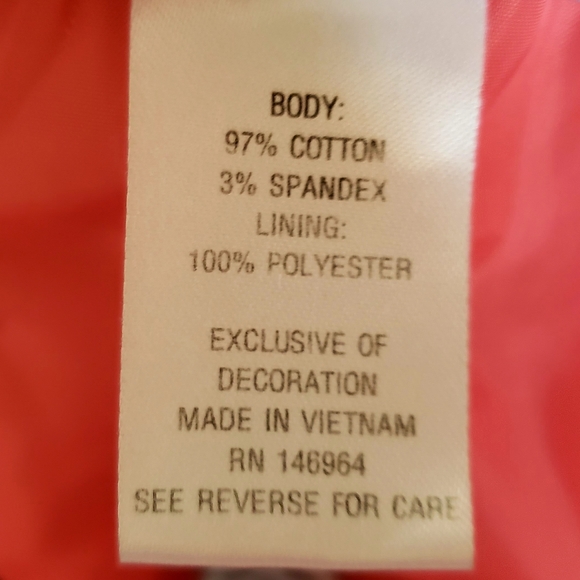 BODY:
97% COTTON
3% SPANDEX
LINING:
100% POLYESTER
EXCLUSIVE OF
DECORATION
MADE IN VIETNAM
RN 146964
SEE REVERSE FOR CARE